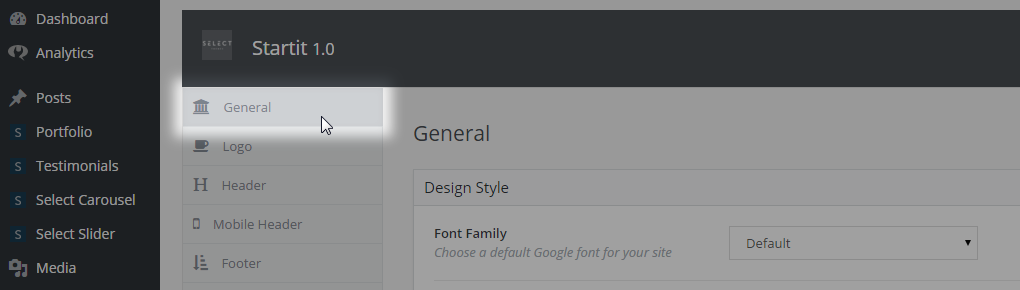 Dashboard
Analytics
Posts
Portfolio
Testimonials
Select Carousel
Select Slider
Media
SELECT
Startit 1.0
General
Logo
Header
Mobile Header
Footer
General
Design Style
Font Family
Choose a default Google font for your site
Default